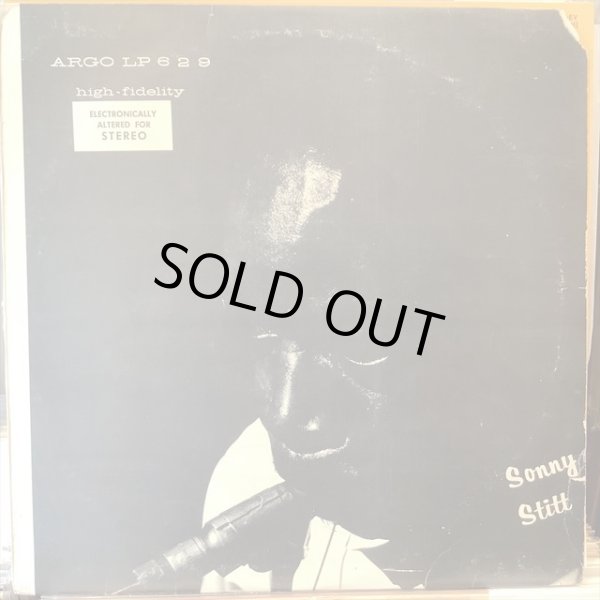 ARGO LP 629
high-fidelity
ELECTRONICALLY
ALTERED FOR
STEREO
SOLD OUT
Sonny
Stitt